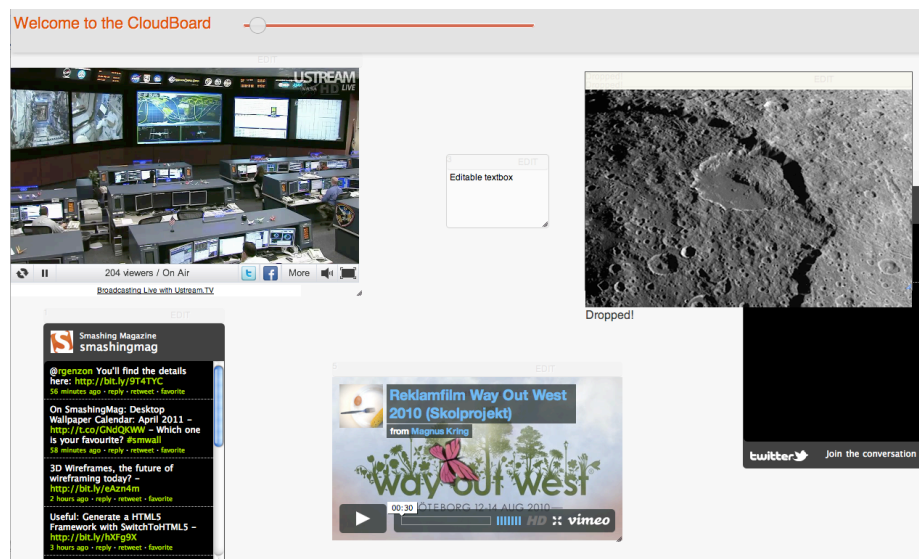 Welcome to the CloudBoard
EDIT
USTREAM
HD LIVE
204 viewers / On Air
More
Broadcasting Live with Ustream.TV
EDIT
Editable textbox
EDIT
Dropped!
EDIT
Smashing Magazine
smashingmag
@rgenzon You'll find the details
here: http://bit.ly/9T4TYC
56 minutes ago · reply · retweet · favorite
On SmashingMag: Desktop
Wallpaper Calendar: April 2011 –
http://t.co/GNdQKWW – Which one
is your favourite? #smwall
58 minutes ago · reply · retweet · favorite
3D Wireframes, the future of
wireframing today? –
http://bit.ly/eAzn4m
2 hours ago · reply · retweet · favorite
Useful: Generate a HTML5
Framework with SwitchToHTML5 –
http://bit.ly/hXFg9X
3 hours ago · reply · retweet · favorite
EDIT
Reklamfilm Way Out West
2010 (Skolprojekt)
from Magnus Kring
way out west
GÖTEBORG 12-14 AUG 2010
00:30
HD vimeo
twitter
Join the conversation